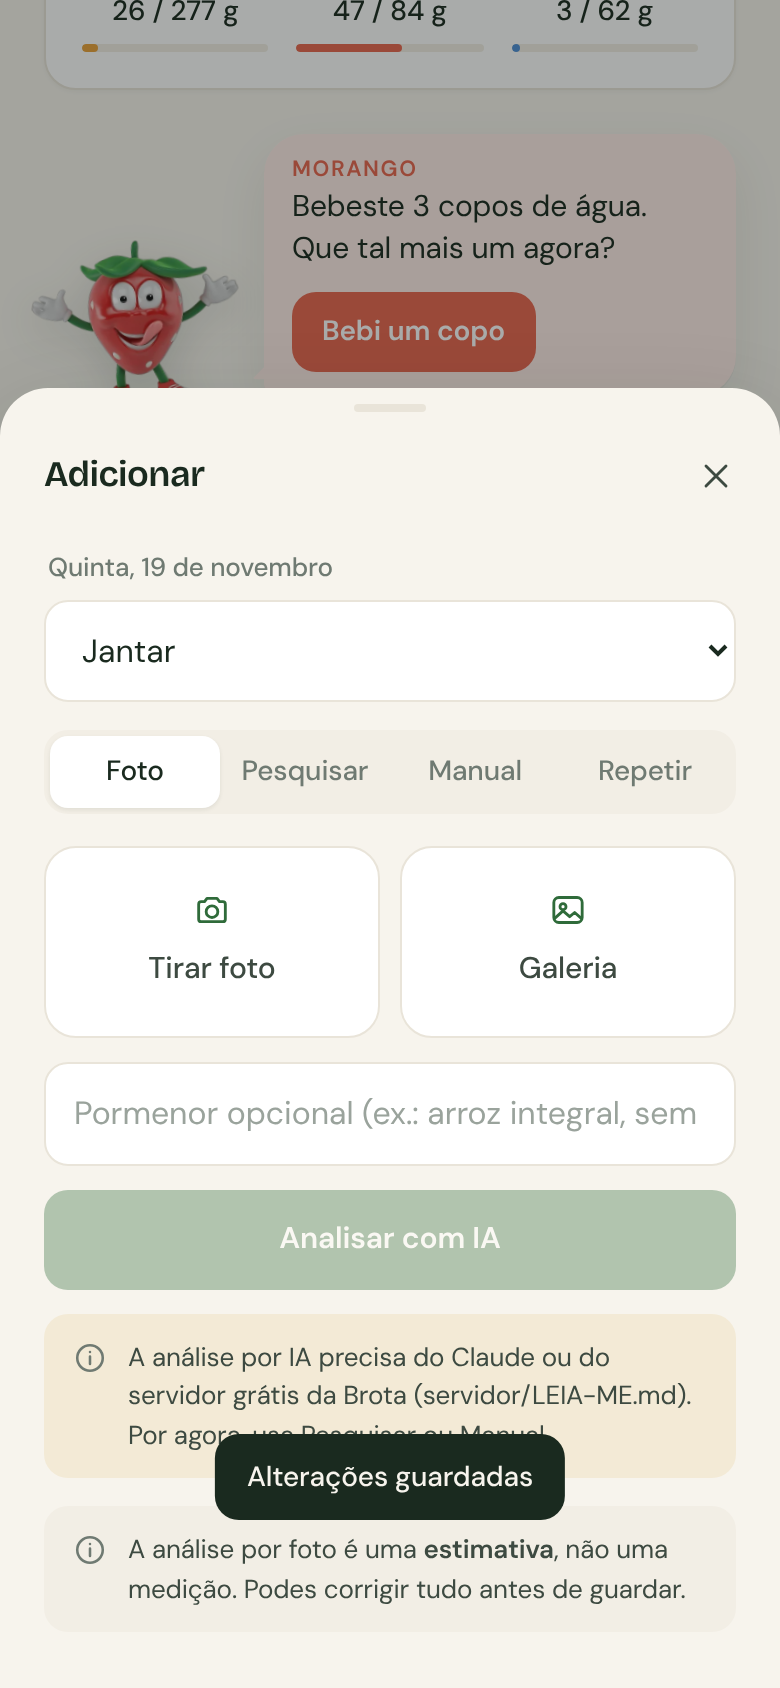 26 / 277 g
47 / 84 g
3 / 62 g
MORANGO
Bebeste 3 copos de água.
Que tal mais um agora?
Bebi um copo
Adicionar
Quinta, 19 de novembro
Jantar
Foto
Pesquisar
Manual
Repetir
Tirar foto
Galeria
Pormenor opcional (ex.: arroz integral, sem
Analisar com IA
A análise por IA precisa do Claude ou do
servidor grátis da Brota (servidor/LEIA-ME.md).
Por agora, use Pesquisar ou Manual.
Alterações guardadas
A análise por foto é uma estimativa, não uma
medição. Podes corrigir tudo antes de guardar.